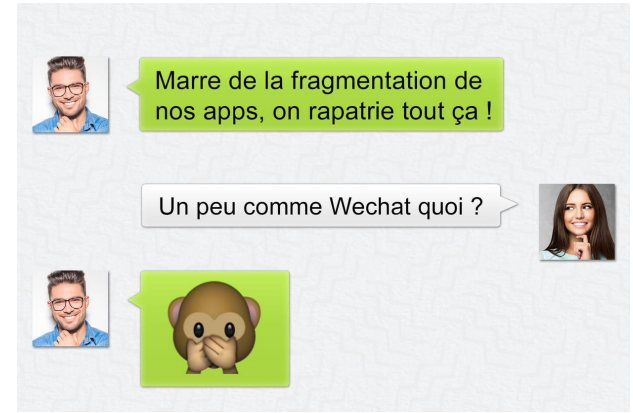 Marre de la fragmentation de
nos apps, on rapatrie tout ça !
Un peu comme Wechat quoi ?